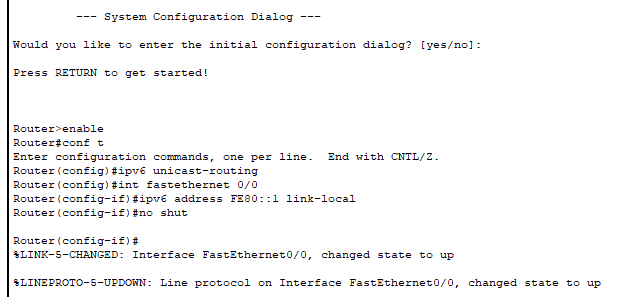 --- System Configuration Dialog ---
Would you like to enter the initial configuration dialog? [yes/no]:
Press RETURN to get started!
Router>enable
Router#conf t
Enter configuration commands, one per line.  End with CNTL/Z.
Router(config)#ipv6 unicast-routing
Router(config)#int fastethernet 0/0
Router(config-if)#ipv6 address FE80::1 link-local
Router(config-if)#no shut
Router(config-if)#
%LINK-5-CHANGED: Interface FastEthernet0/0, changed state to up
%LINEPROTO-5-UPDOWN: Line protocol on Interface FastEthernet0/0, changed state to up